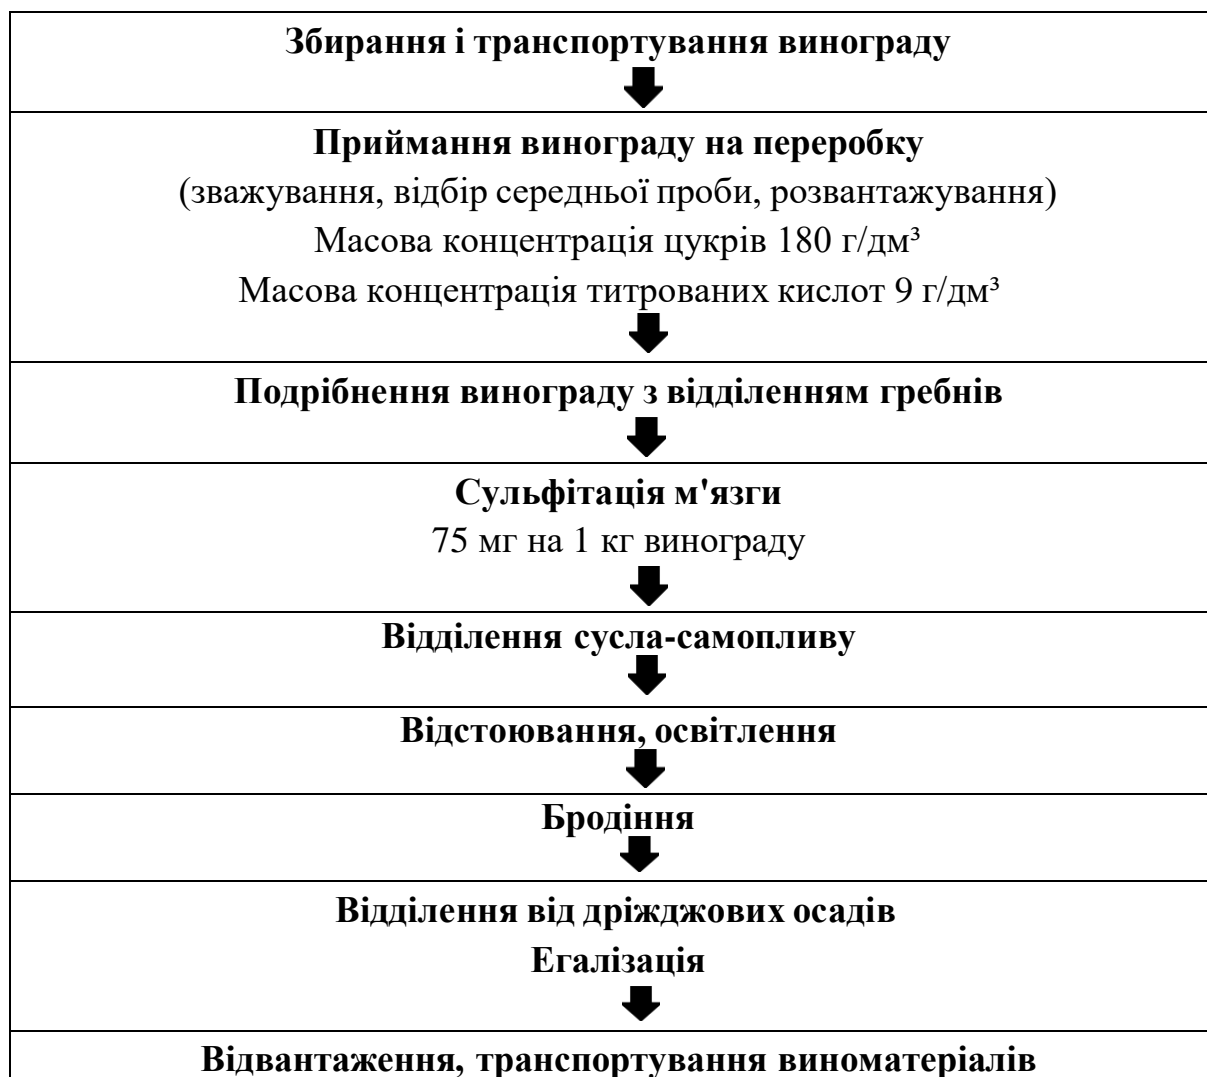 Збирання і транспортування винограду
Приймання винограду на переробку
(зважування, відбір середньої проби, розвантажування)
Масова концентрація цукрів 180 г/дм³
Масова концентрація титрованих кислот 9 г/дм³
Подрібнення винограду з відділенням гребнів
Сульфітація м'язги
75 мг на 1 кг винограду
Відділення сусла-самопливу
Відстоювання, освітлення
Бродіння
Відділення від дріжджових осадів
Егалізація
Відвантаження, транспортування виноматеріалів